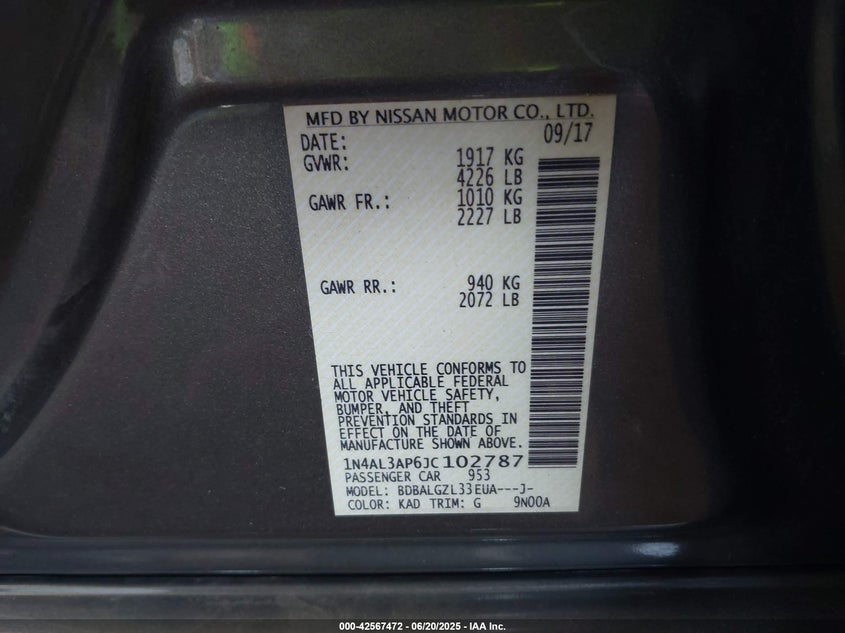 MFD BY NISSAN MOTOR CO., LTD.
DATE: 09/17
GVWR: 1917 KG
4226 LB
GAWR FR.: 1010 KG
2227 LB
GAWR RR.: 940 KG
2072 LB
THIS VEHICLE CONFORMS TO
ALL APPLICABLE FEDERAL
MOTOR VEHICLE SAFETY,
BUMPER, AND THEFT
PREVENTION STANDARDS IN
EFFECT ON THE DATE OF
MANUFACTURE SHOWN ABOVE.
1N4AL3AP6JC102787
PASSENGER CAR 953
MODEL: BDBALGZL33EUA---J-
COLOR: KAD TRIM: G 9N00A
000-42567472 — 06/20/2025 — IAA Inc.